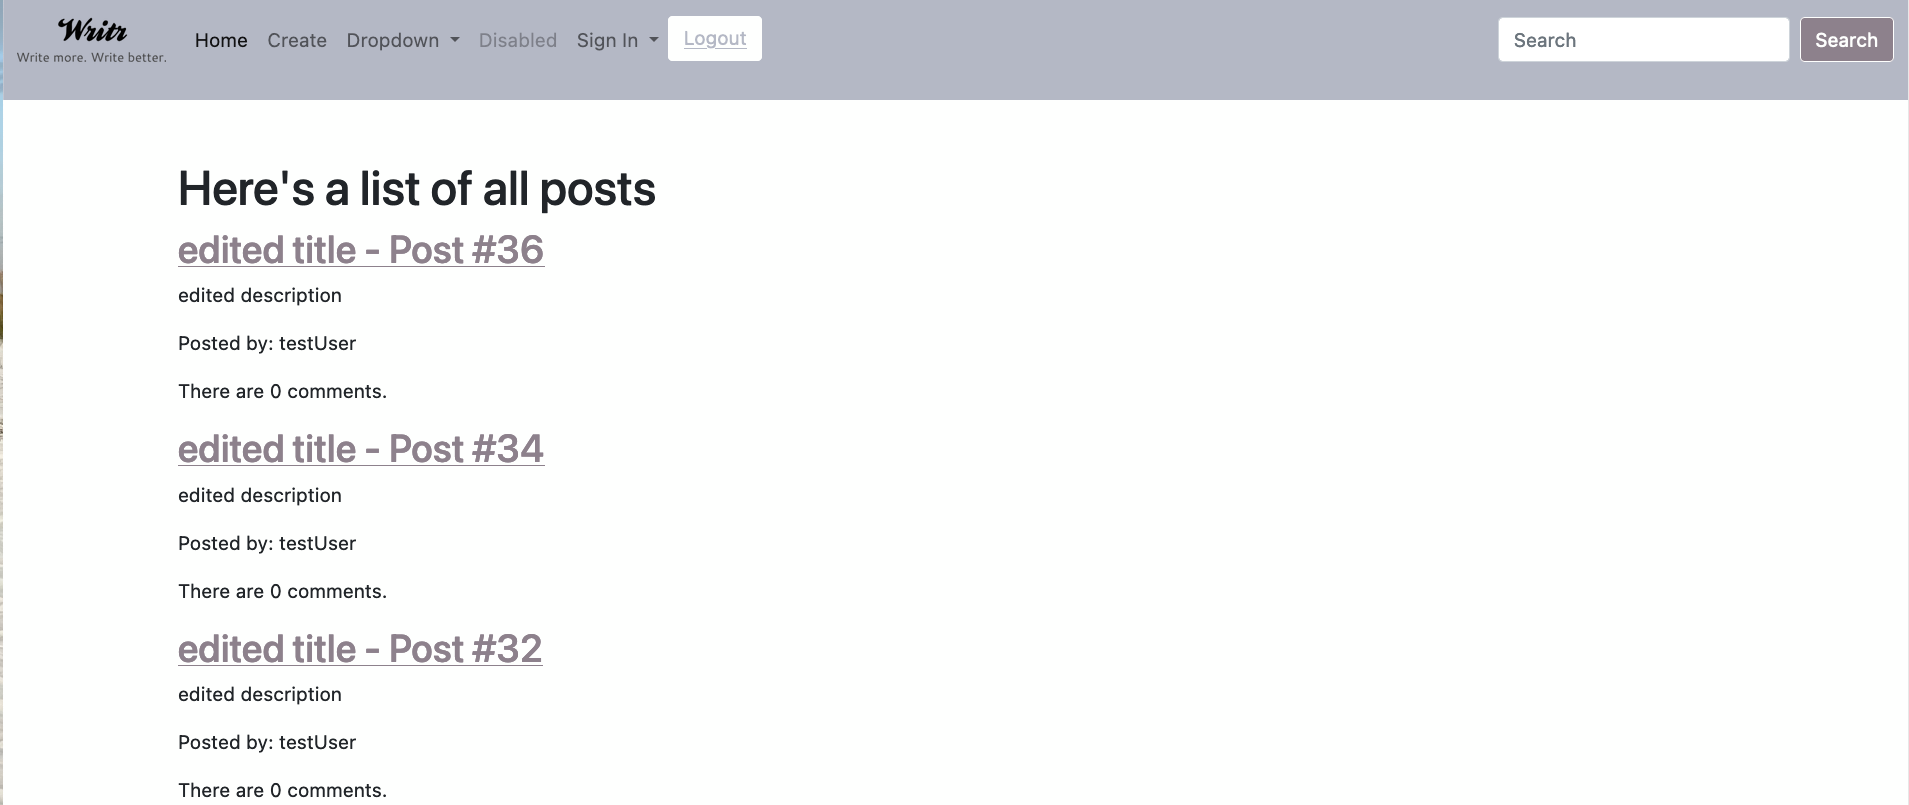 Writr
Write more. Write better.
Home Create Dropdown Disabled Sign In Logout
Search Search
Here's a list of all posts
edited title - Post #36
edited description
Posted by: testUser
There are 0 comments.
edited title - Post #34
edited description
Posted by: testUser
There are 0 comments.
edited title - Post #32
edited description
Posted by: testUser
There are 0 comments.